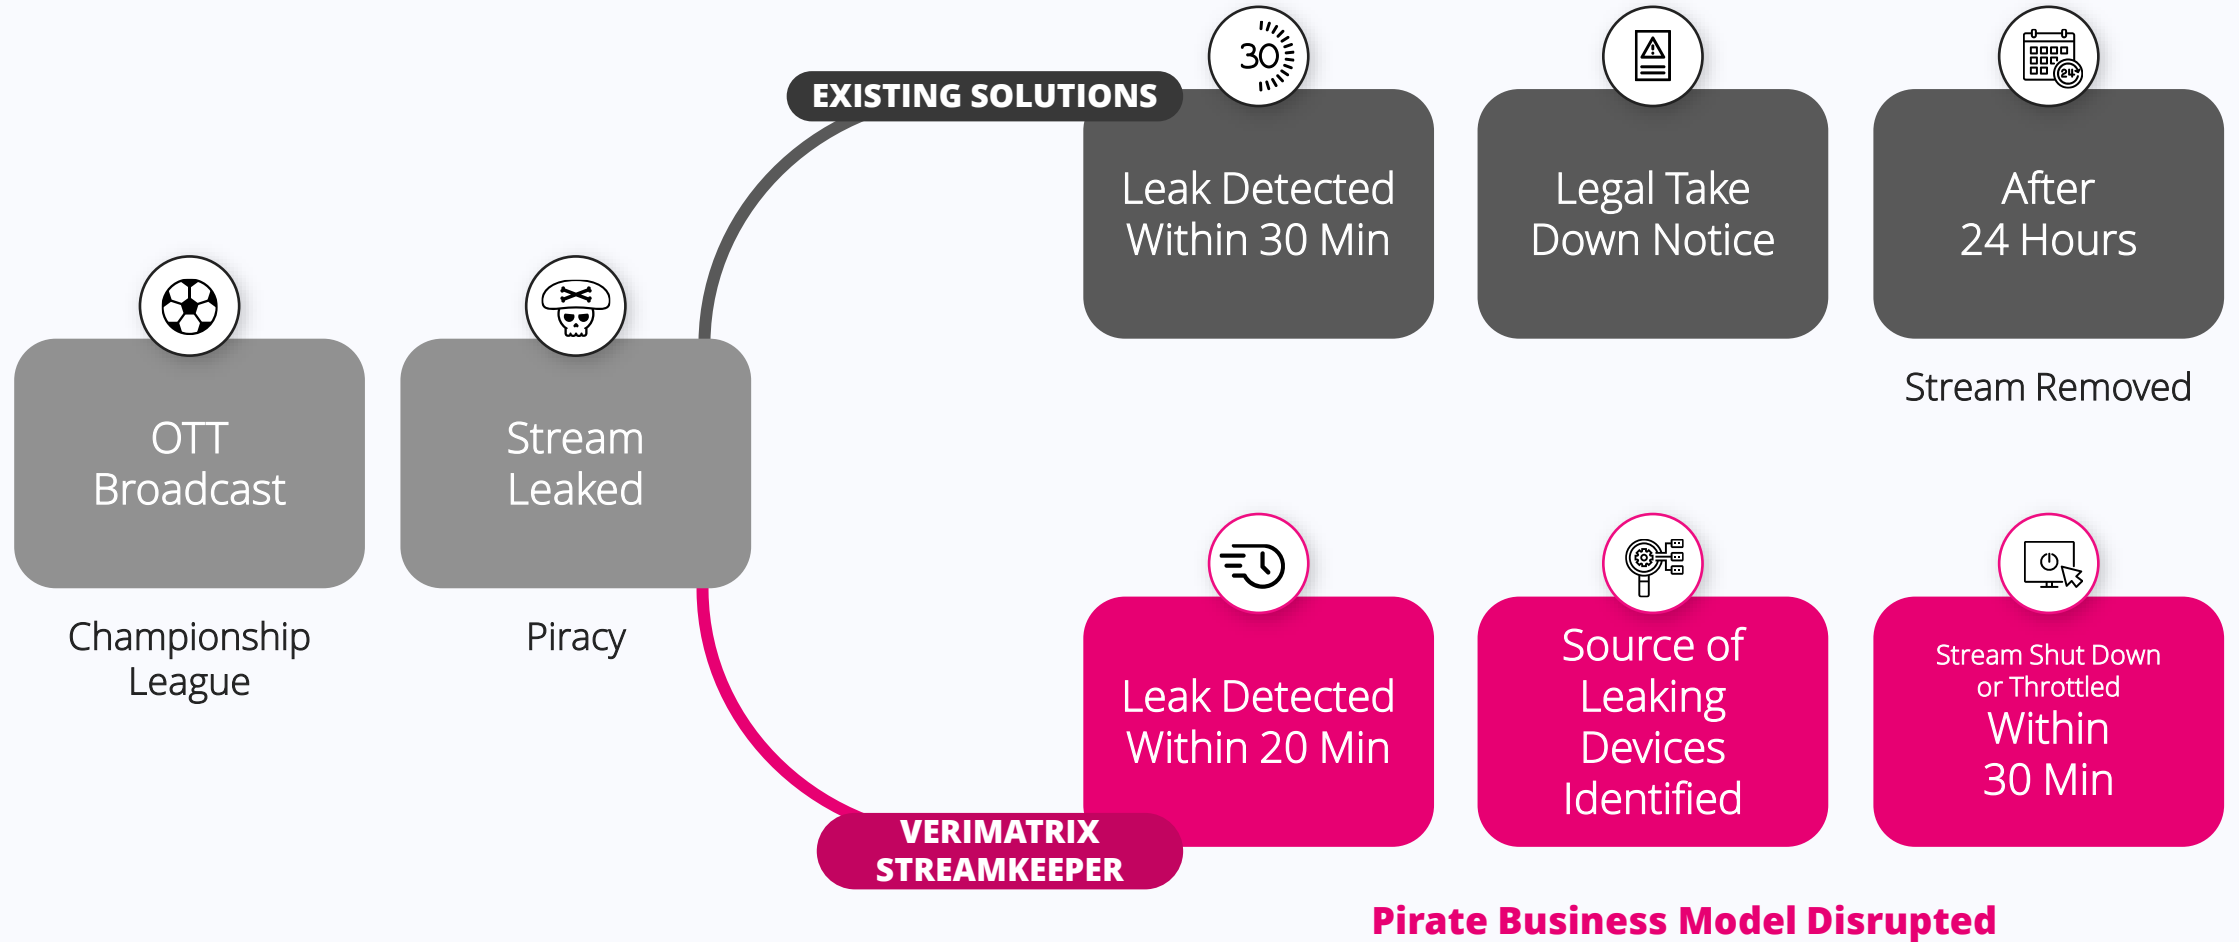 OTT
Broadcast
Championship
League
Stream
Leaked
Piracy
EXISTING SOLUTIONS
30
Leak Detected
Within 30 Min
Legal Take
Down Notice
24
After
24 Hours
Stream Removed
VERIMATRIX
STREAMKEEPER
Leak Detected
Within 20 Min
Source of
Leaking
Devices
Identified
Stream Shut Down
or Throttled
Within
30 Min
Pirate Business Model Disrupted